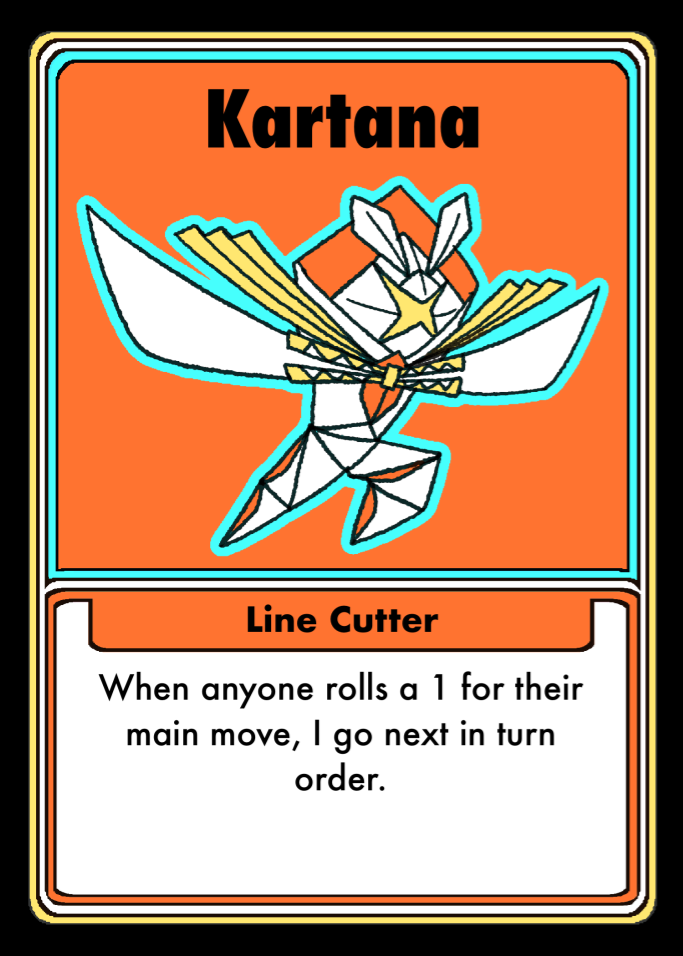 Kartana
Line Cutter
When anyone rolls a 1 for their
main move, I go next in turn
order.